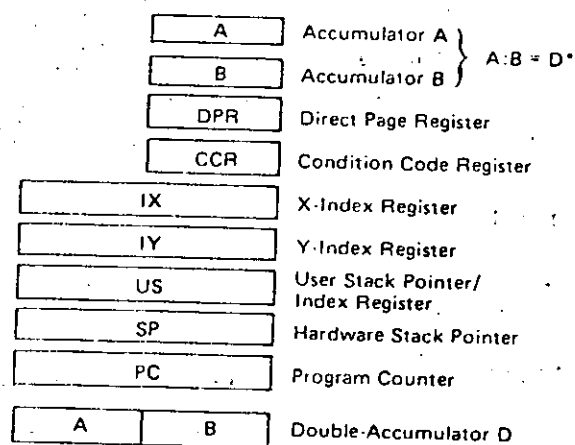 A Accumulator A
A:B = D*
B Accumulator B
DPR Direct Page Register
CCR Condition Code Register
IX X-Index Register
IY Y-Index Register
US User Stack Pointer/
Index Register
SP Hardware Stack Pointer
PC Program Counter
A B Double-Accumulator D